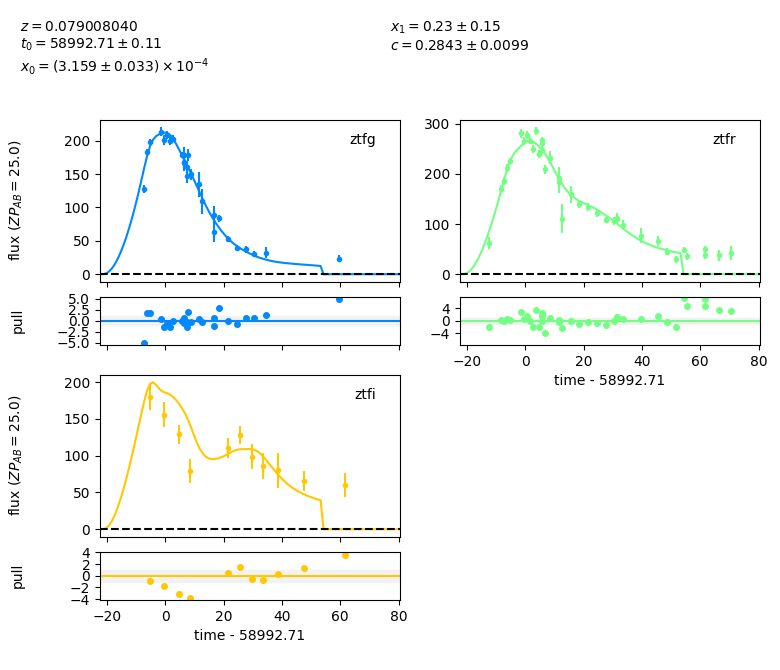 z = 0.079008040
t₀ = 58992.71 ± 0.11
x₀ = (3.159 ± 0.033) × 10⁻⁴
x₁ = 0.23 ± 0.15
c = 0.2843 ± 0.0099
flux (ZP_AB = 25.0)
ztfg
200
150
100
50
0
pull
5.0
2.5
0.0
−2.5
−5.0
ztfr
300
200
100
0
4
0
−4
−20 0 20 40 60 80
time - 58992.71
flux (ZP_AB = 25.0)
ztfi
200
150
100
50
0
pull
4
2
0
−2
−4
−20 0 20 40 60 80
time - 58992.71